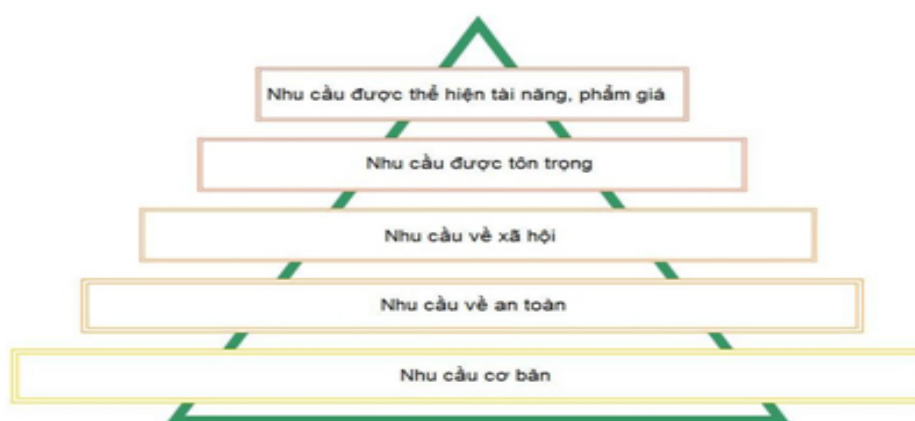 Nhu cầu được thể hiện tài năng, phẩm giá
Nhu cầu được tôn trọng
Nhu cầu về xã hội
Nhu cầu về an toàn
Nhu cầu cơ bản